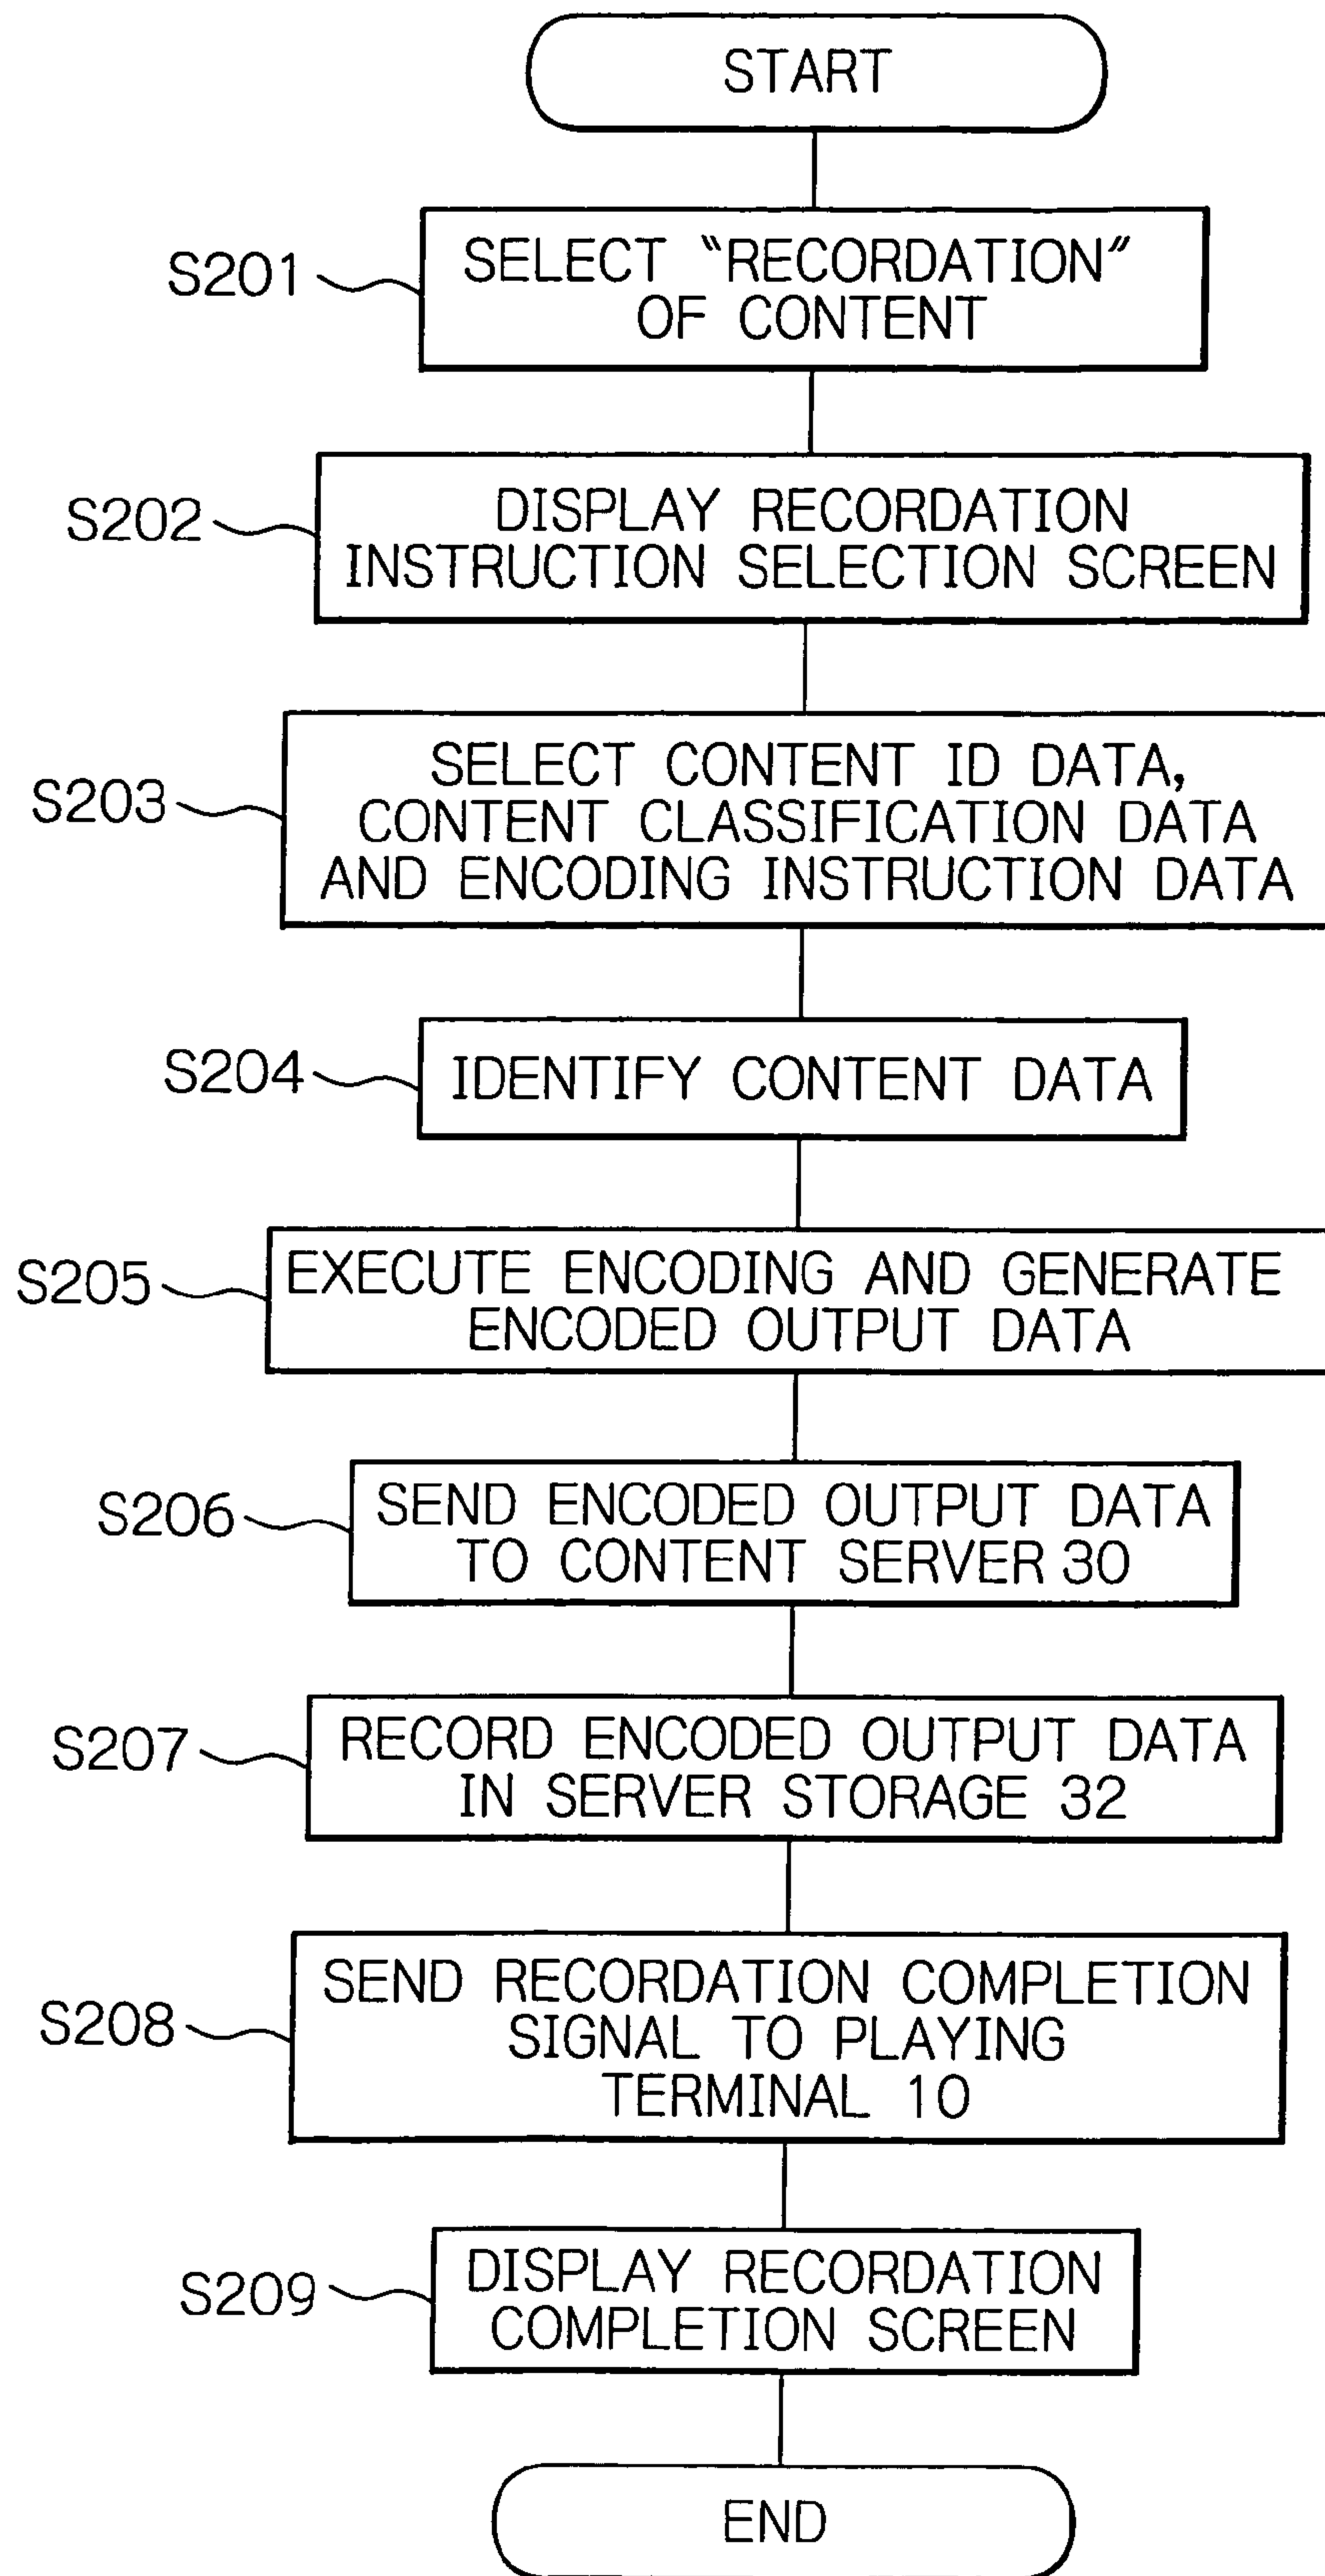 START
S201
SELECT “RECORDATION”
OF CONTENT
S202
DISPLAY RECORDATION
INSTRUCTION SELECTION SCREEN
S203
SELECT CONTENT ID DATA,
CONTENT CLASSIFICATION DATA
AND ENCODING INSTRUCTION DATA
S204
IDENTIFY CONTENT DATA
S205
EXECUTE ENCODING AND GENERATE
ENCODED OUTPUT DATA
S206
SEND ENCODED OUTPUT DATA
TO CONTENT SERVER 30
S207
RECORD ENCODED OUTPUT DATA
IN SERVER STORAGE 32
S208
SEND RECORDATION COMPLETION
SIGNAL TO PLAYING
TERMINAL 10
S209
DISPLAY RECORDATION
COMPLETION SCREEN
END